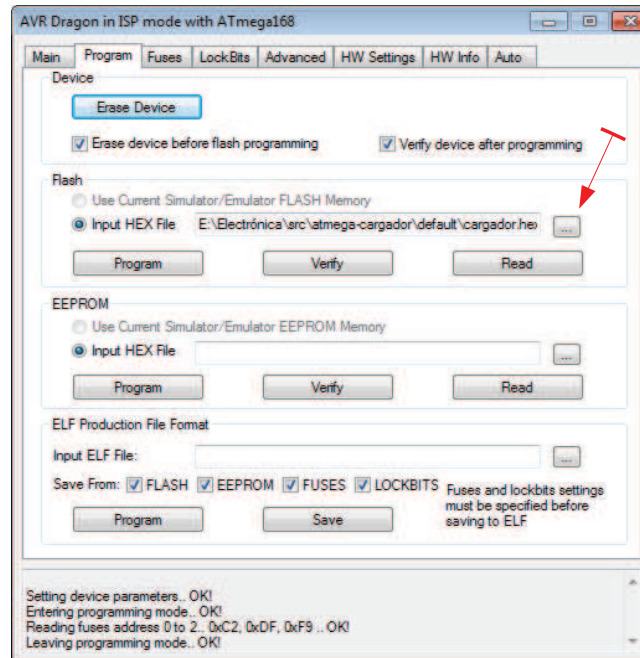 AVR Dragon in ISP mode with ATmega168
Main Program Fuses LockBits Advanced HW Settings HW Info Auto
Device
Erase Device
Erase device before flash programming Verify device after programming
Flash
Use Current Simulator/Emulator FLASH Memory
Input HEX File E:\Electrónica\src\atmega-cargador\default\cargador.hex ...
Program Verify Read
EEPROM
Use Current Simulator/Emulator EEPROM Memory
Input HEX File ...
Program Verify Read
ELF Production File Format
Input ELF File: ...
Save From: FLASH EEPROM FUSES LOCKBITS Fuses and lockbits settings
must be specified before
Program Save saving to ELF
Setting device parameters.. OK!
Entering programming mode.. OK!
Reading fuses address 0 to 2.. 0xC2, 0xDF, 0xF9 .. OK!
Leaving programming mode.. OK!